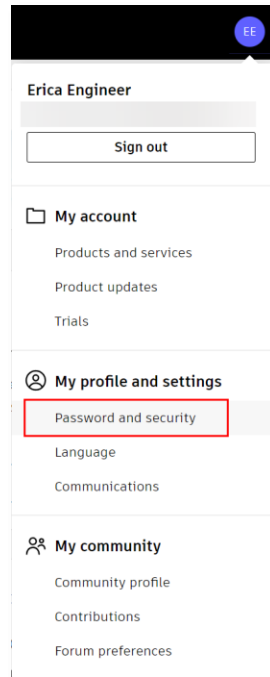 EE
Erica Engineer
Sign out
My account
Products and services
Product updates
Trials
My profile and settings
Password and security
Language
Communications
My community
Community profile
Contributions
Forum preferences